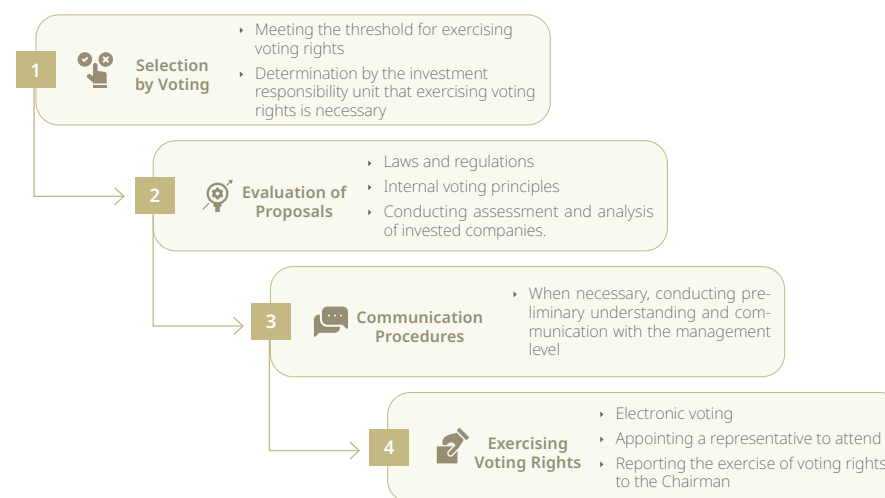 1
Selection
by Voting
‣ Meeting the threshold for exercising
voting rights
‣ Determination by the investment
responsibility unit that exercising voting
rights is necessary
2
Evaluation of
Proposals
‣ Laws and regulations
‣ Internal voting principles
‣ Conducting assessment and analysis
of invested companies.
3
Communication
Procedures
‣ When necessary, conducting pre-
liminary understanding and com-
munication with the management
level
4
Exercising
Voting Rights
‣ Electronic voting
‣ Appointing a representative to attend
‣ Reporting the exercise of voting rights
to the Chairman